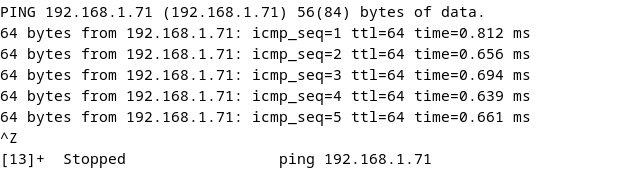 PING 192.168.1.71 (192.168.1.71) 56(84) bytes of data.
64 bytes from 192.168.1.71: icmp_seq=1 ttl=64 time=0.812 ms
64 bytes from 192.168.1.71: icmp_seq=2 ttl=64 time=0.656 ms
64 bytes from 192.168.1.71: icmp_seq=3 ttl=64 time=0.694 ms
64 bytes from 192.168.1.71: icmp_seq=4 ttl=64 time=0.639 ms
64 bytes from 192.168.1.71: icmp_seq=5 ttl=64 time=0.661 ms
^Z
[13]+  Stopped                 ping 192.168.1.71